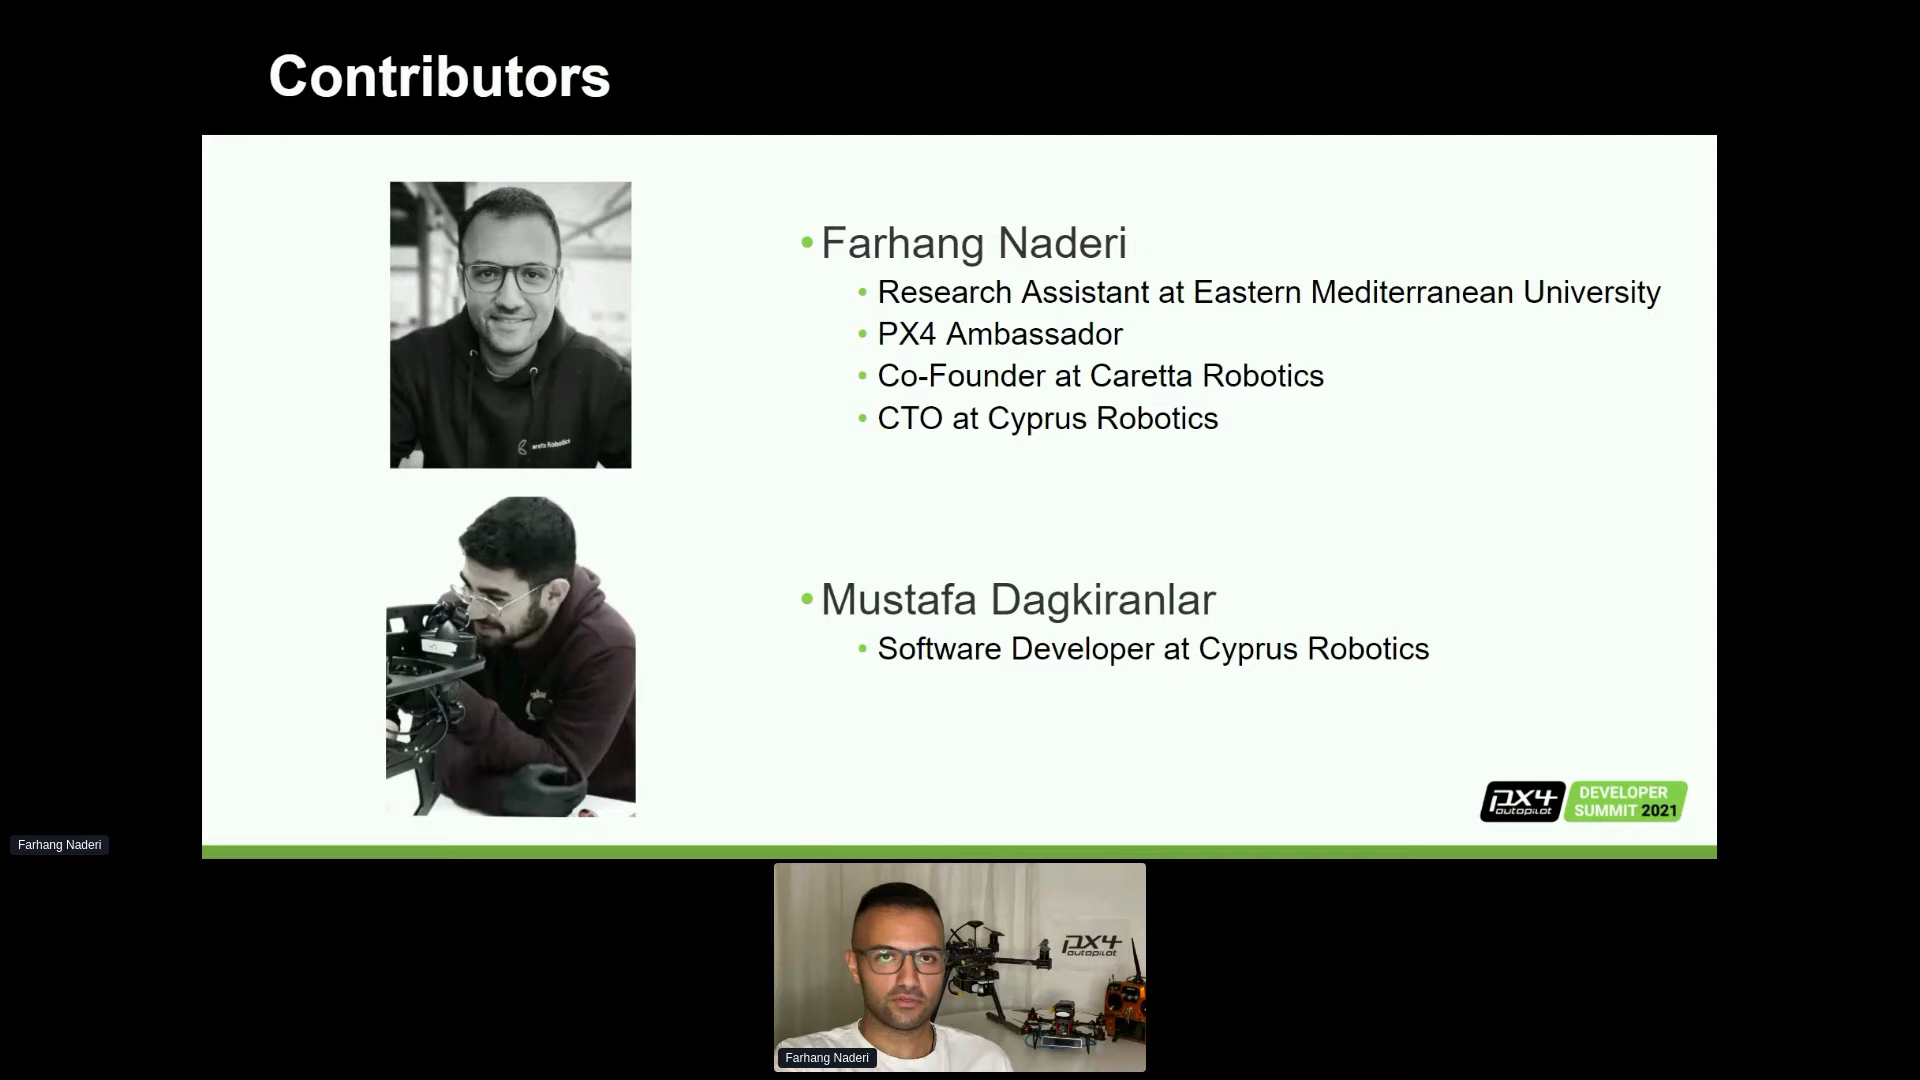 Contributors
•Farhang Naderi
• Research Assistant at Eastern Mediterranean University
• PX4 Ambassador
• Co-Founder at Caretta Robotics
• CTO at Cyprus Robotics
aretta Robotics
•Mustafa Dagkiranlar
• Software Developer at Cyprus Robotics
PX4
autopilot
DEVELOPER
SUMMIT 2021
Farhang Naderi
PX4
autopilot
Farhang Naderi